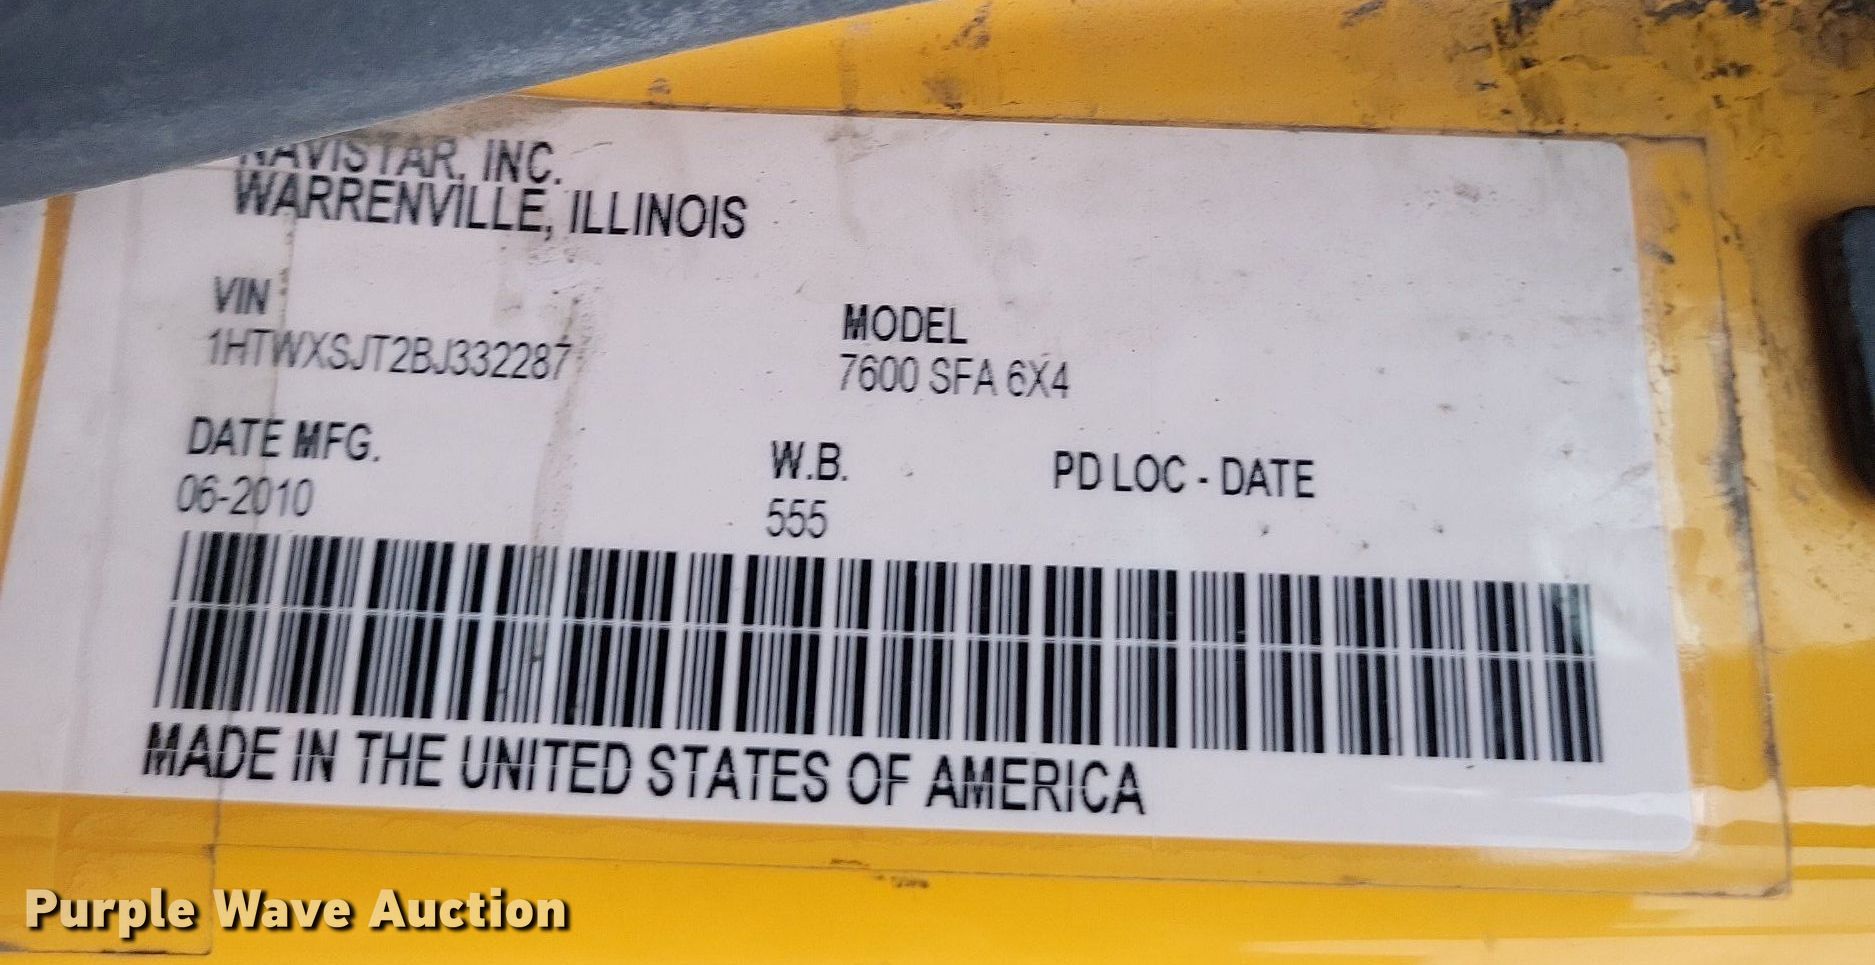 NAVISTAR, INC.
WARRENVILLE, ILLINOIS
VIN
1HTWXSJT2BJ332287
MODEL
7600 SFA 6X4
DATE MFG.
06-2010
W.B.
555
PD LOC - DATE
MADE IN THE UNITED STATES OF AMERICA
Purple Wave Auction